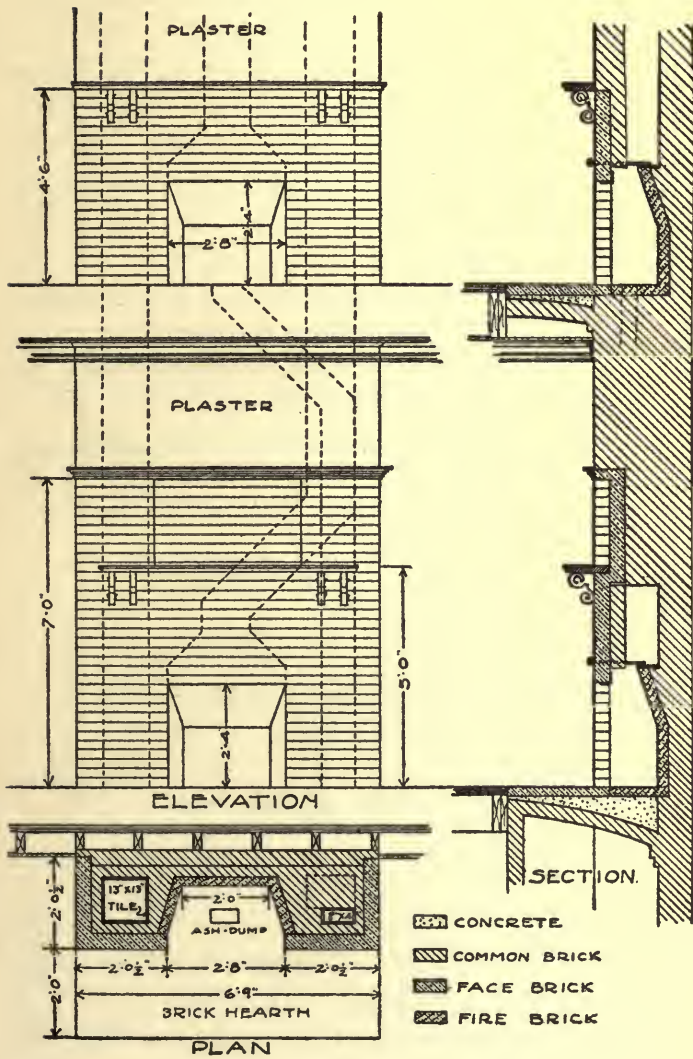 PLASTER
4'-6"
2'-4"
2'-8"
PLASTER
7'-0"
5'-0"
2'-4"
ELEVATION
SECTION.
13"X13"
TILE
2'-0"
ASH-DUMP
2'-0½"
2'-0½"
2'-8"
2'-0½"
2'-0"
6'-9"
BRICK HEARTH
PLAN
CONCRETE
COMMON BRICK
FACE BRICK
FIRE BRICK